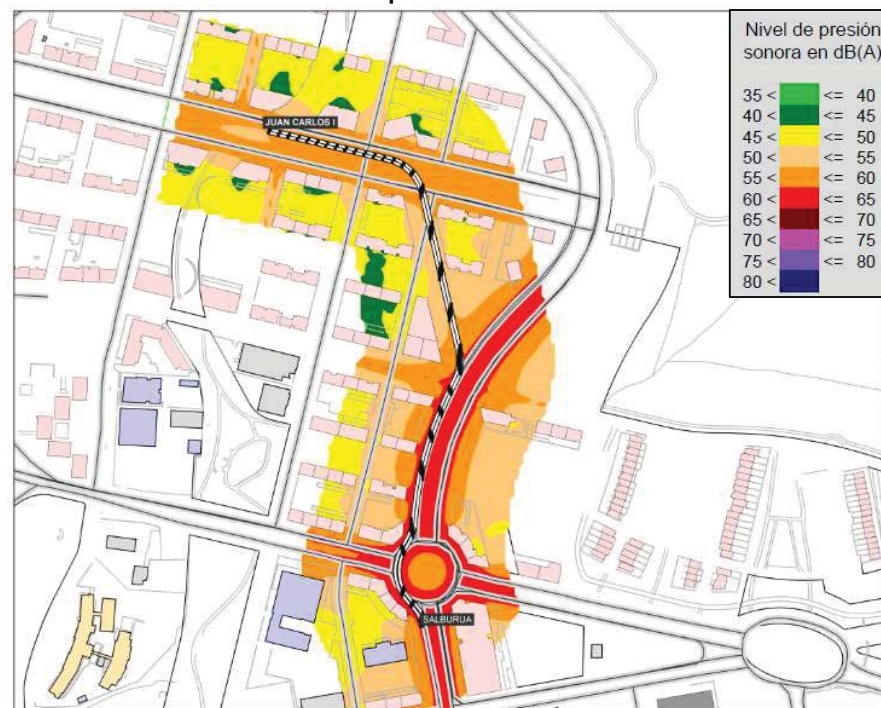 Nivel de presión
sonora en dB(A)
35 < <= 40
40 < <= 45
45 < <= 50
50 < <= 55
55 < <= 60
60 < <= 65
65 < <= 70
70 < <= 75
75 < <= 80
80 <
JUAN CARLOS I
SALBURUA